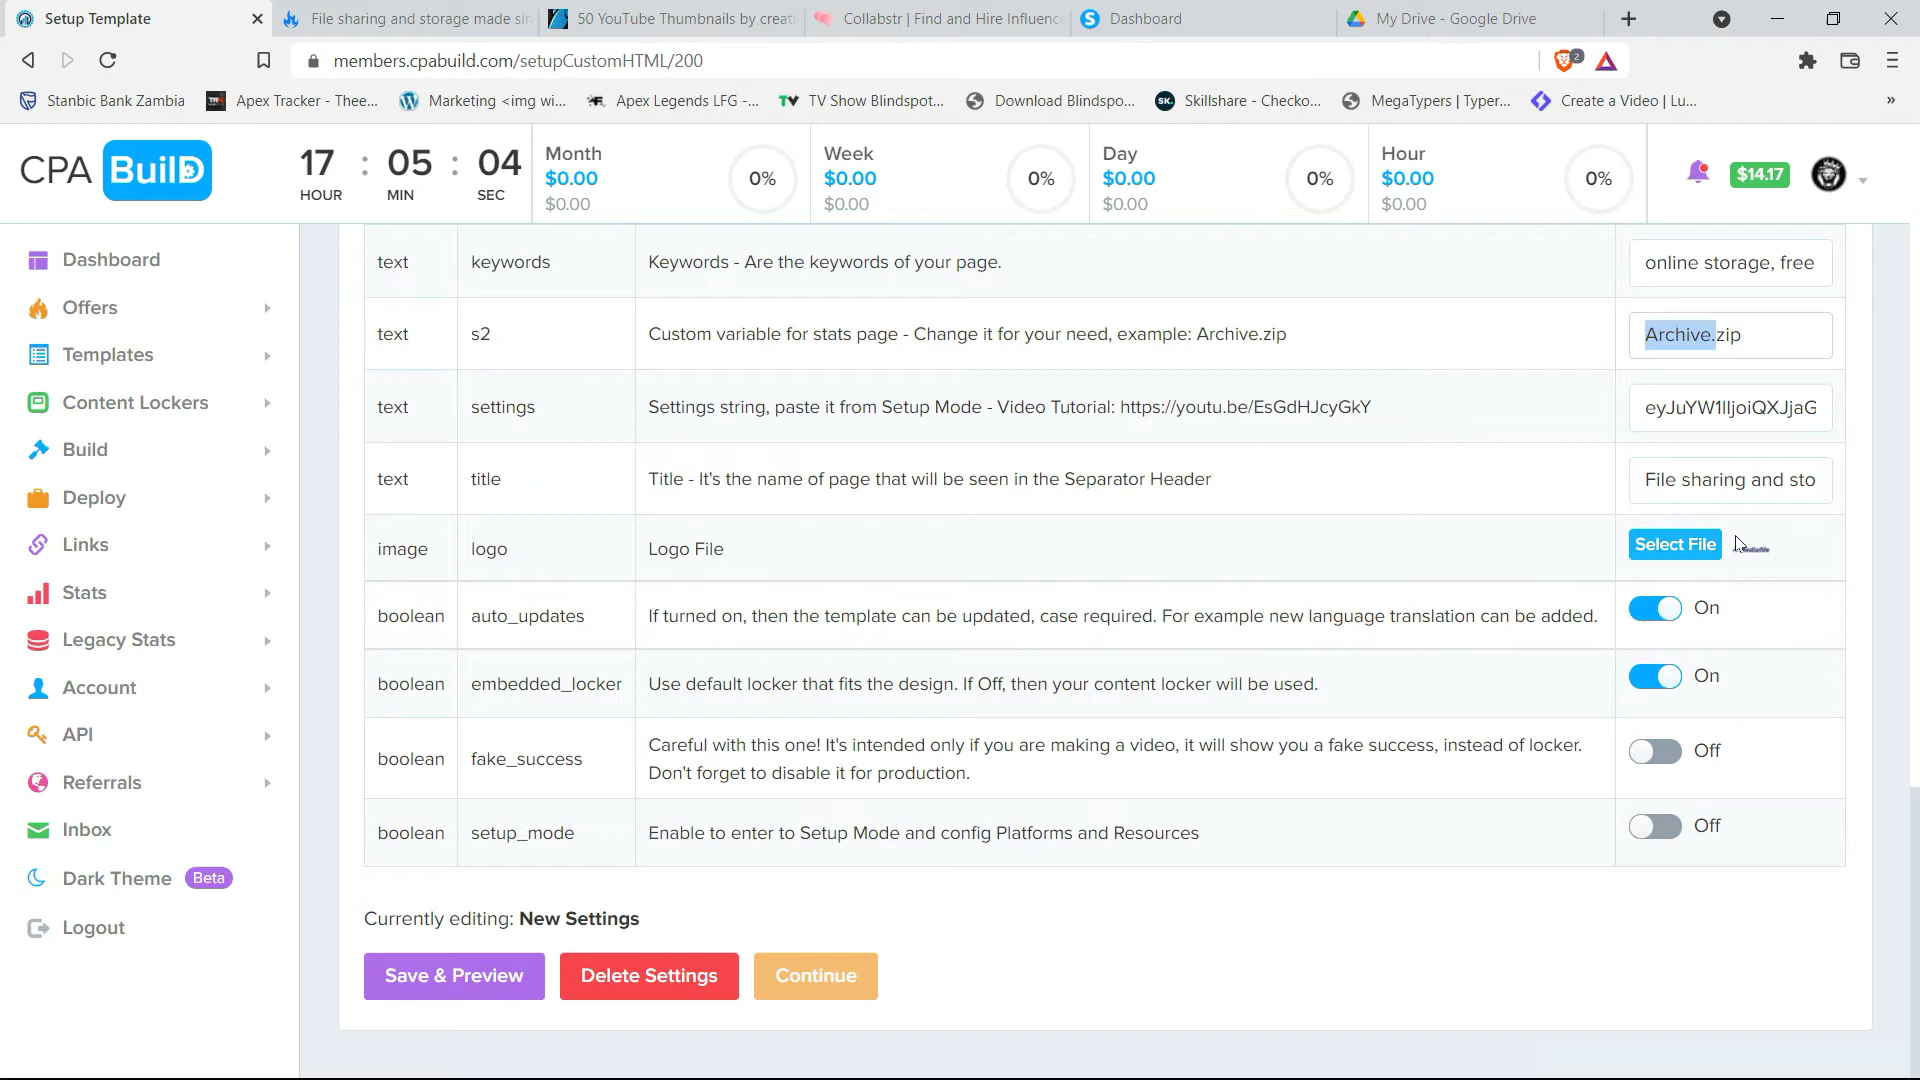 Setup Template
File sharing and storage made sin
50 YouTube Thumbnails by creati
Collabstr | Find and Hire Influence
Dashboard
My Drive - Google Drive
members.cpabuild.com/setupCustomHTML/200
2
Stanbic Bank Zambia
Apex Tracker - Thee...
Marketing <img wi...
Apex Legends LFG -...
TV Show Blindspot...
Download Blindspo...
SK.
Skillshare - Checko...
MegaTypers | Typer...
Create a Video | Lu...
»
CPA BuilD
17 : 05 : 04
HOUR MIN SEC
Month
$0.00
$0.00
0%
Week
$0.00
$0.00
0%
Day
$0.00
$0.00
0%
Hour
$0.00
$0.00
0%
$14.17
Dashboard
Offers
Templates
Content Lockers
Build
Deploy
Links
Stats
Legacy Stats
Account
API
Referrals
Inbox
Dark Theme Beta
Logout
text keywords Keywords - Are the keywords of your page. online storage, free
text s2 Custom variable for stats page - Change it for your need, example: Archive.zip Archive.zip
text settings Settings string, paste it from Setup Mode - Video Tutorial: https://youtu.be/EsGdHJcyGkY
text title Title - It's the name of page that will be seen in the Separator Header File sharing and sto
image logo Logo File Select File
boolean auto_updates If turned on, then the template can be updated, case required. For example new language translation can be added. On
boolean embedded_locker Use default locker that fits the design. If Off, then your content locker will be used. On
boolean fake_success Careful with this one! It's intended only if you are making a video, it will show you a fake success, instead of locker. Off
Don't forget to disable it for production.
boolean setup_mode Enable to enter to Setup Mode and config Platforms and Resources Off
Currently editing: New Settings
Save & Preview Delete Settings Continue